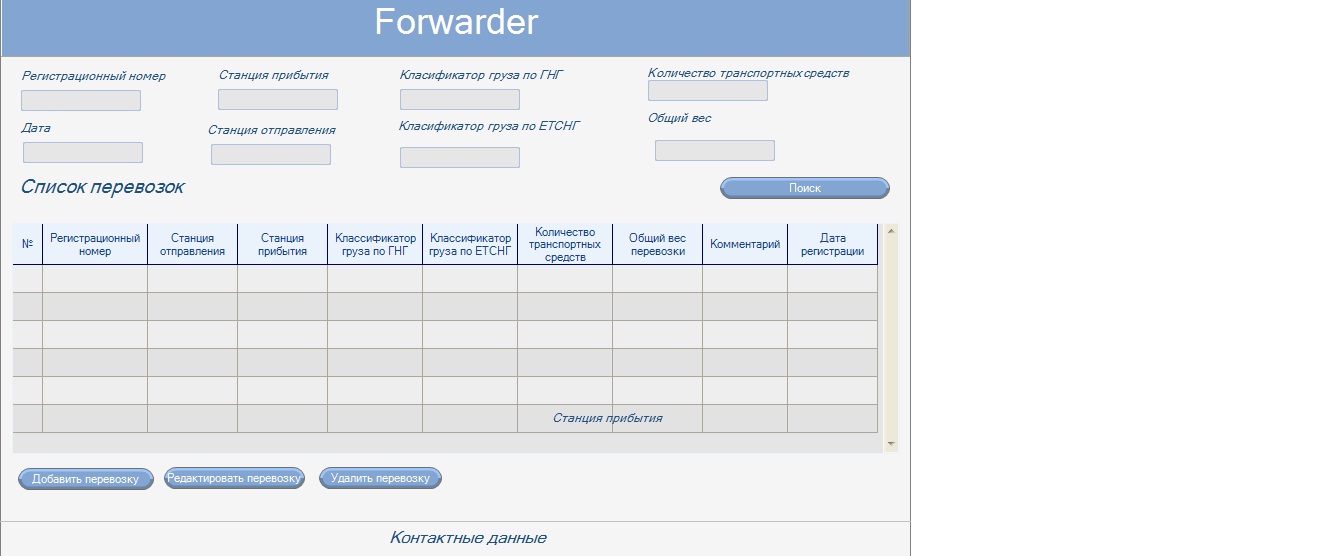 Forwarder
Регистрационный номер
Станция прибытия
Класификатор груза по ГНГ
Количество транспортных средств
Дата
Станция отправления
Класификатор груза по ЕТСНГ
Общий вес
Список перевозок
Поиск
№
Регистрационный
номер
Станция
отправления
Станция
прибытия
Классификатор
груза по ГНГ
Классификатор
груза по ЕТСНГ
Количество
транспортных
средств
Общий вес
перевозки
Комментарий
Дата
регистрации
Станция прибытия
Добавить перевозку
Редактировать перевозку
Удалить перевозку
Контактные данные